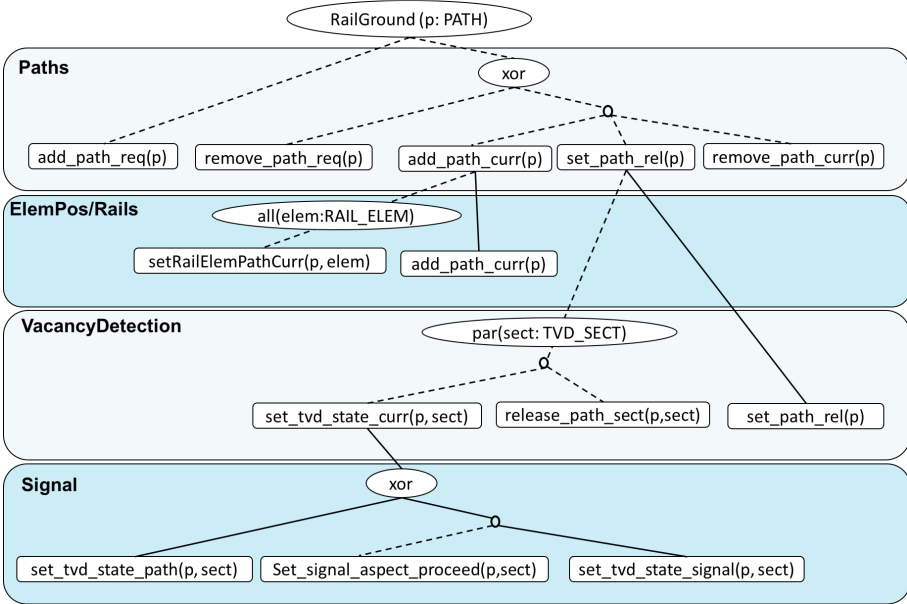 RailGround (p: PATH)
Paths
xor
add_path_req(p)
remove_path_req(p)
add_path_curr(p)
set_path_rel(p)
remove_path_curr(p)
ElemPos/Rails
all(elem:RAIL_ELEM)
setRailElemPathCurr(p, elem)
add_path_curr(p)
VacancyDetection
par(sect: TVD_SECT)
set_tvd_state_curr(p, sect)
release_path_sect(p,sect)
set_path_rel(p)
Signal
xor
set_tvd_state_path(p, sect)
Set_signal_aspect_proceed(p,sect)
set_tvd_state_signal(p, sect)